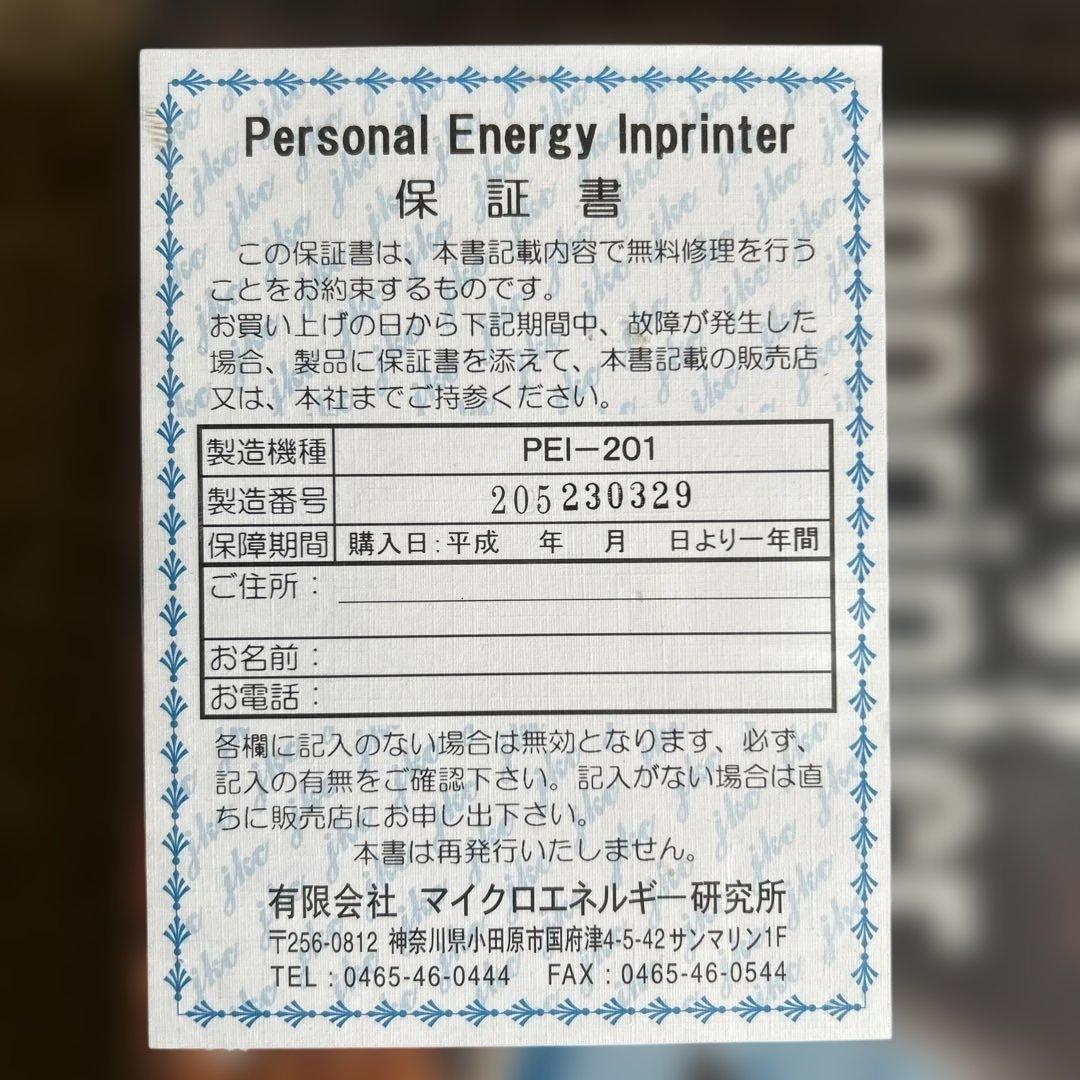 Personal Energy Inprinter
保証書
この保証書は、本書記載内容で無料修理を行う
ことをお約束するものです。
お買い上げの日から下記期間中、故障が発生した
場合、製品に保証書を添えて、本書記載の販売店
又は、本社までご持参ください。
製造機種 PEI-201
製造番号 205230329
保障期間 購入日:平成 年 月 日より一年間
ご住所：
お名前：
お電話：
各欄に記入のない場合は無効となります、必ず、
記入の有無をご確認下さい。記入がない場合は直
ちに販売店にお申し出下さい。
本書は再発行いたしません。
有限会社 マイクロエネルギー研究所
〒256-0812 神奈川県小田原市国府津4-5-42サンマリン1F
TEL：0465-46-0444 FAX：0465-46-0544